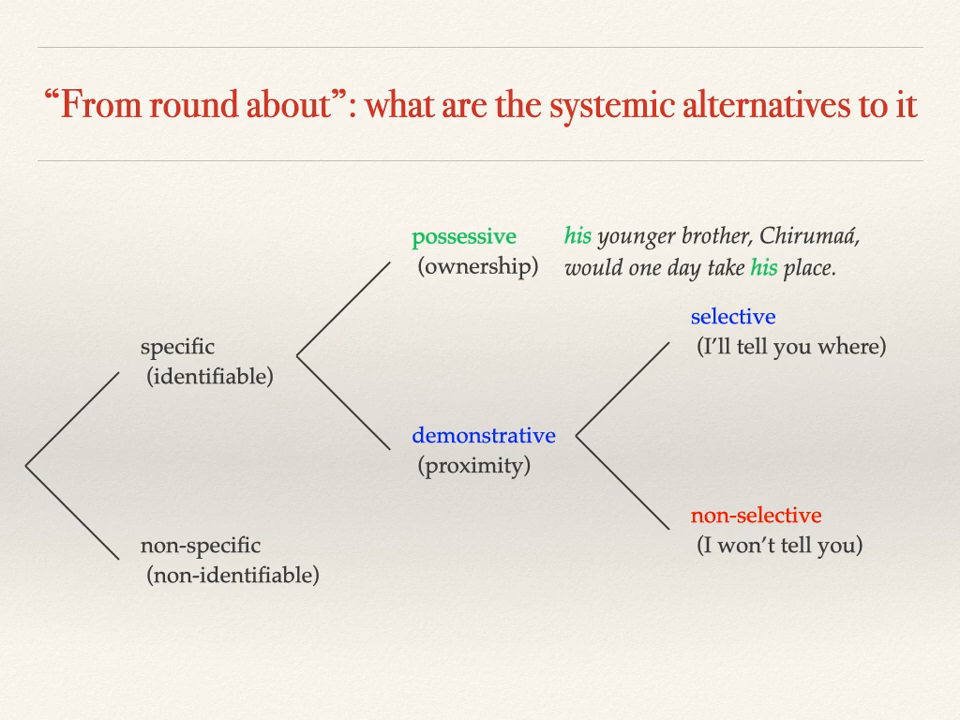 “From round about”: what are the systemic alternatives to it
possessive
(ownership)
his younger brother, Chirumaá,
would one day take his place.
selective
(I’ll tell you where)
specific
(identifiable)
demonstrative
(proximity)
non-selective
(I won’t tell you)
non-specific
(non-identifiable)